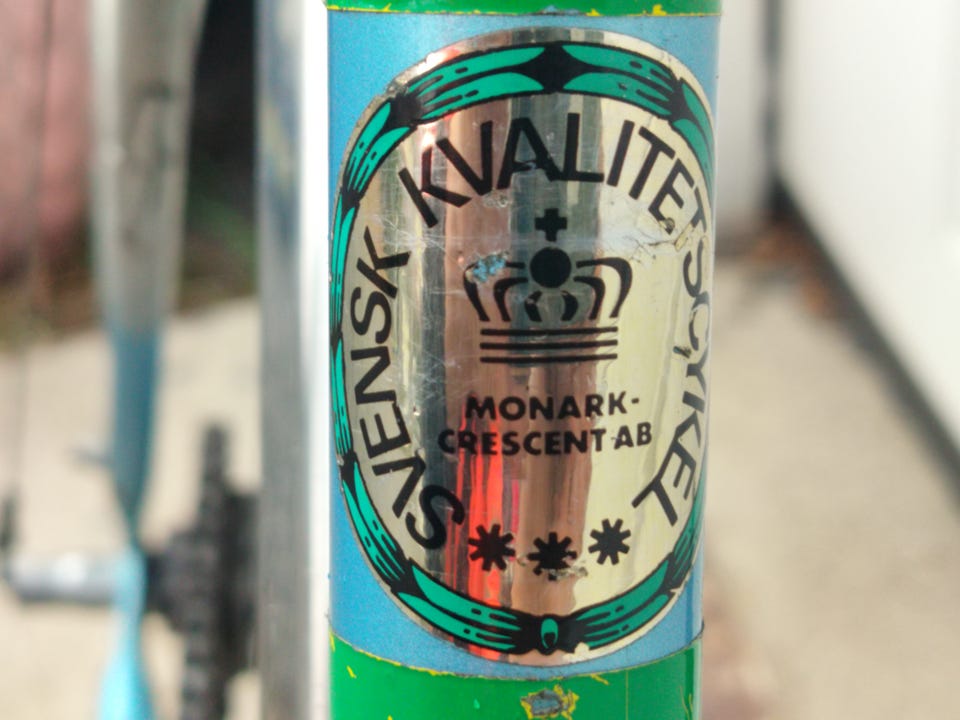 SVENSK KVALITETSCYKEL
MONARK-
CRESCENT AB